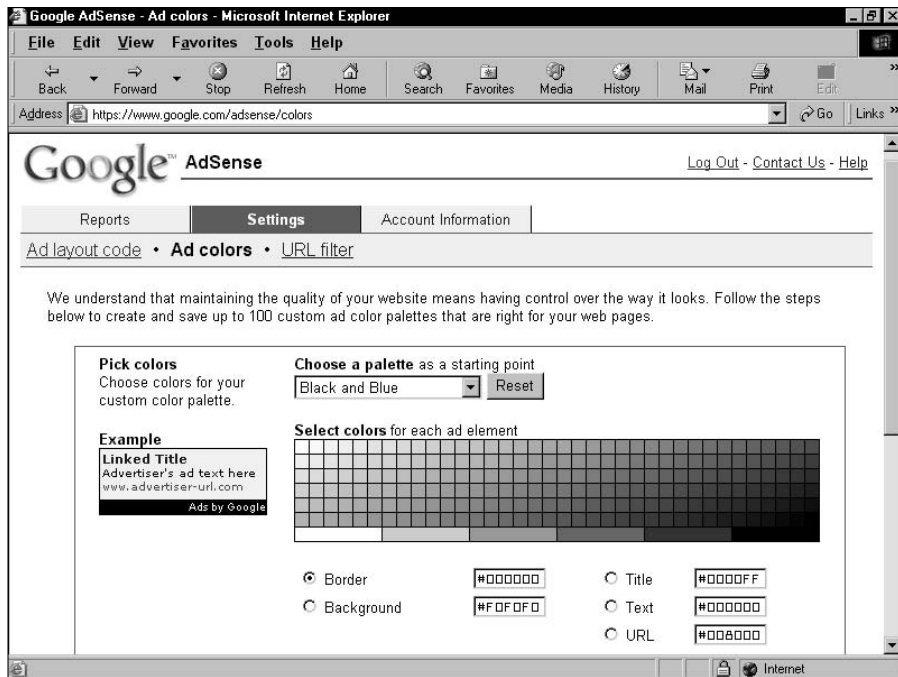 Google AdSense - Ad colors - Microsoft Internet Explorer
File Edit View Favorites Tools Help
Back Forward Stop Refresh Home Search Favorites Media History Mail Print Edit
Address https://www.google.com/adsense/colors Go Links »
Google™ AdSense Log Out - Contact Us - Help
Reports Settings Account Information
Ad layout code • Ad colors • URL filter
We understand that maintaining the quality of your website means having control over the way it looks. Follow the steps
below to create and save up to 100 custom ad color palettes that are right for your web pages.
Pick colors
Choose colors for your
custom color palette.
Choose a palette as a starting point
Black and Blue Reset
Example
Linked Title
Advertiser's ad text here
www.advertiser-url.com
Ads by Google
Select colors for each ad element
Border #000000 Title #0000FF
Background #F0F0F0 Text #000000
URL #008000
Internet